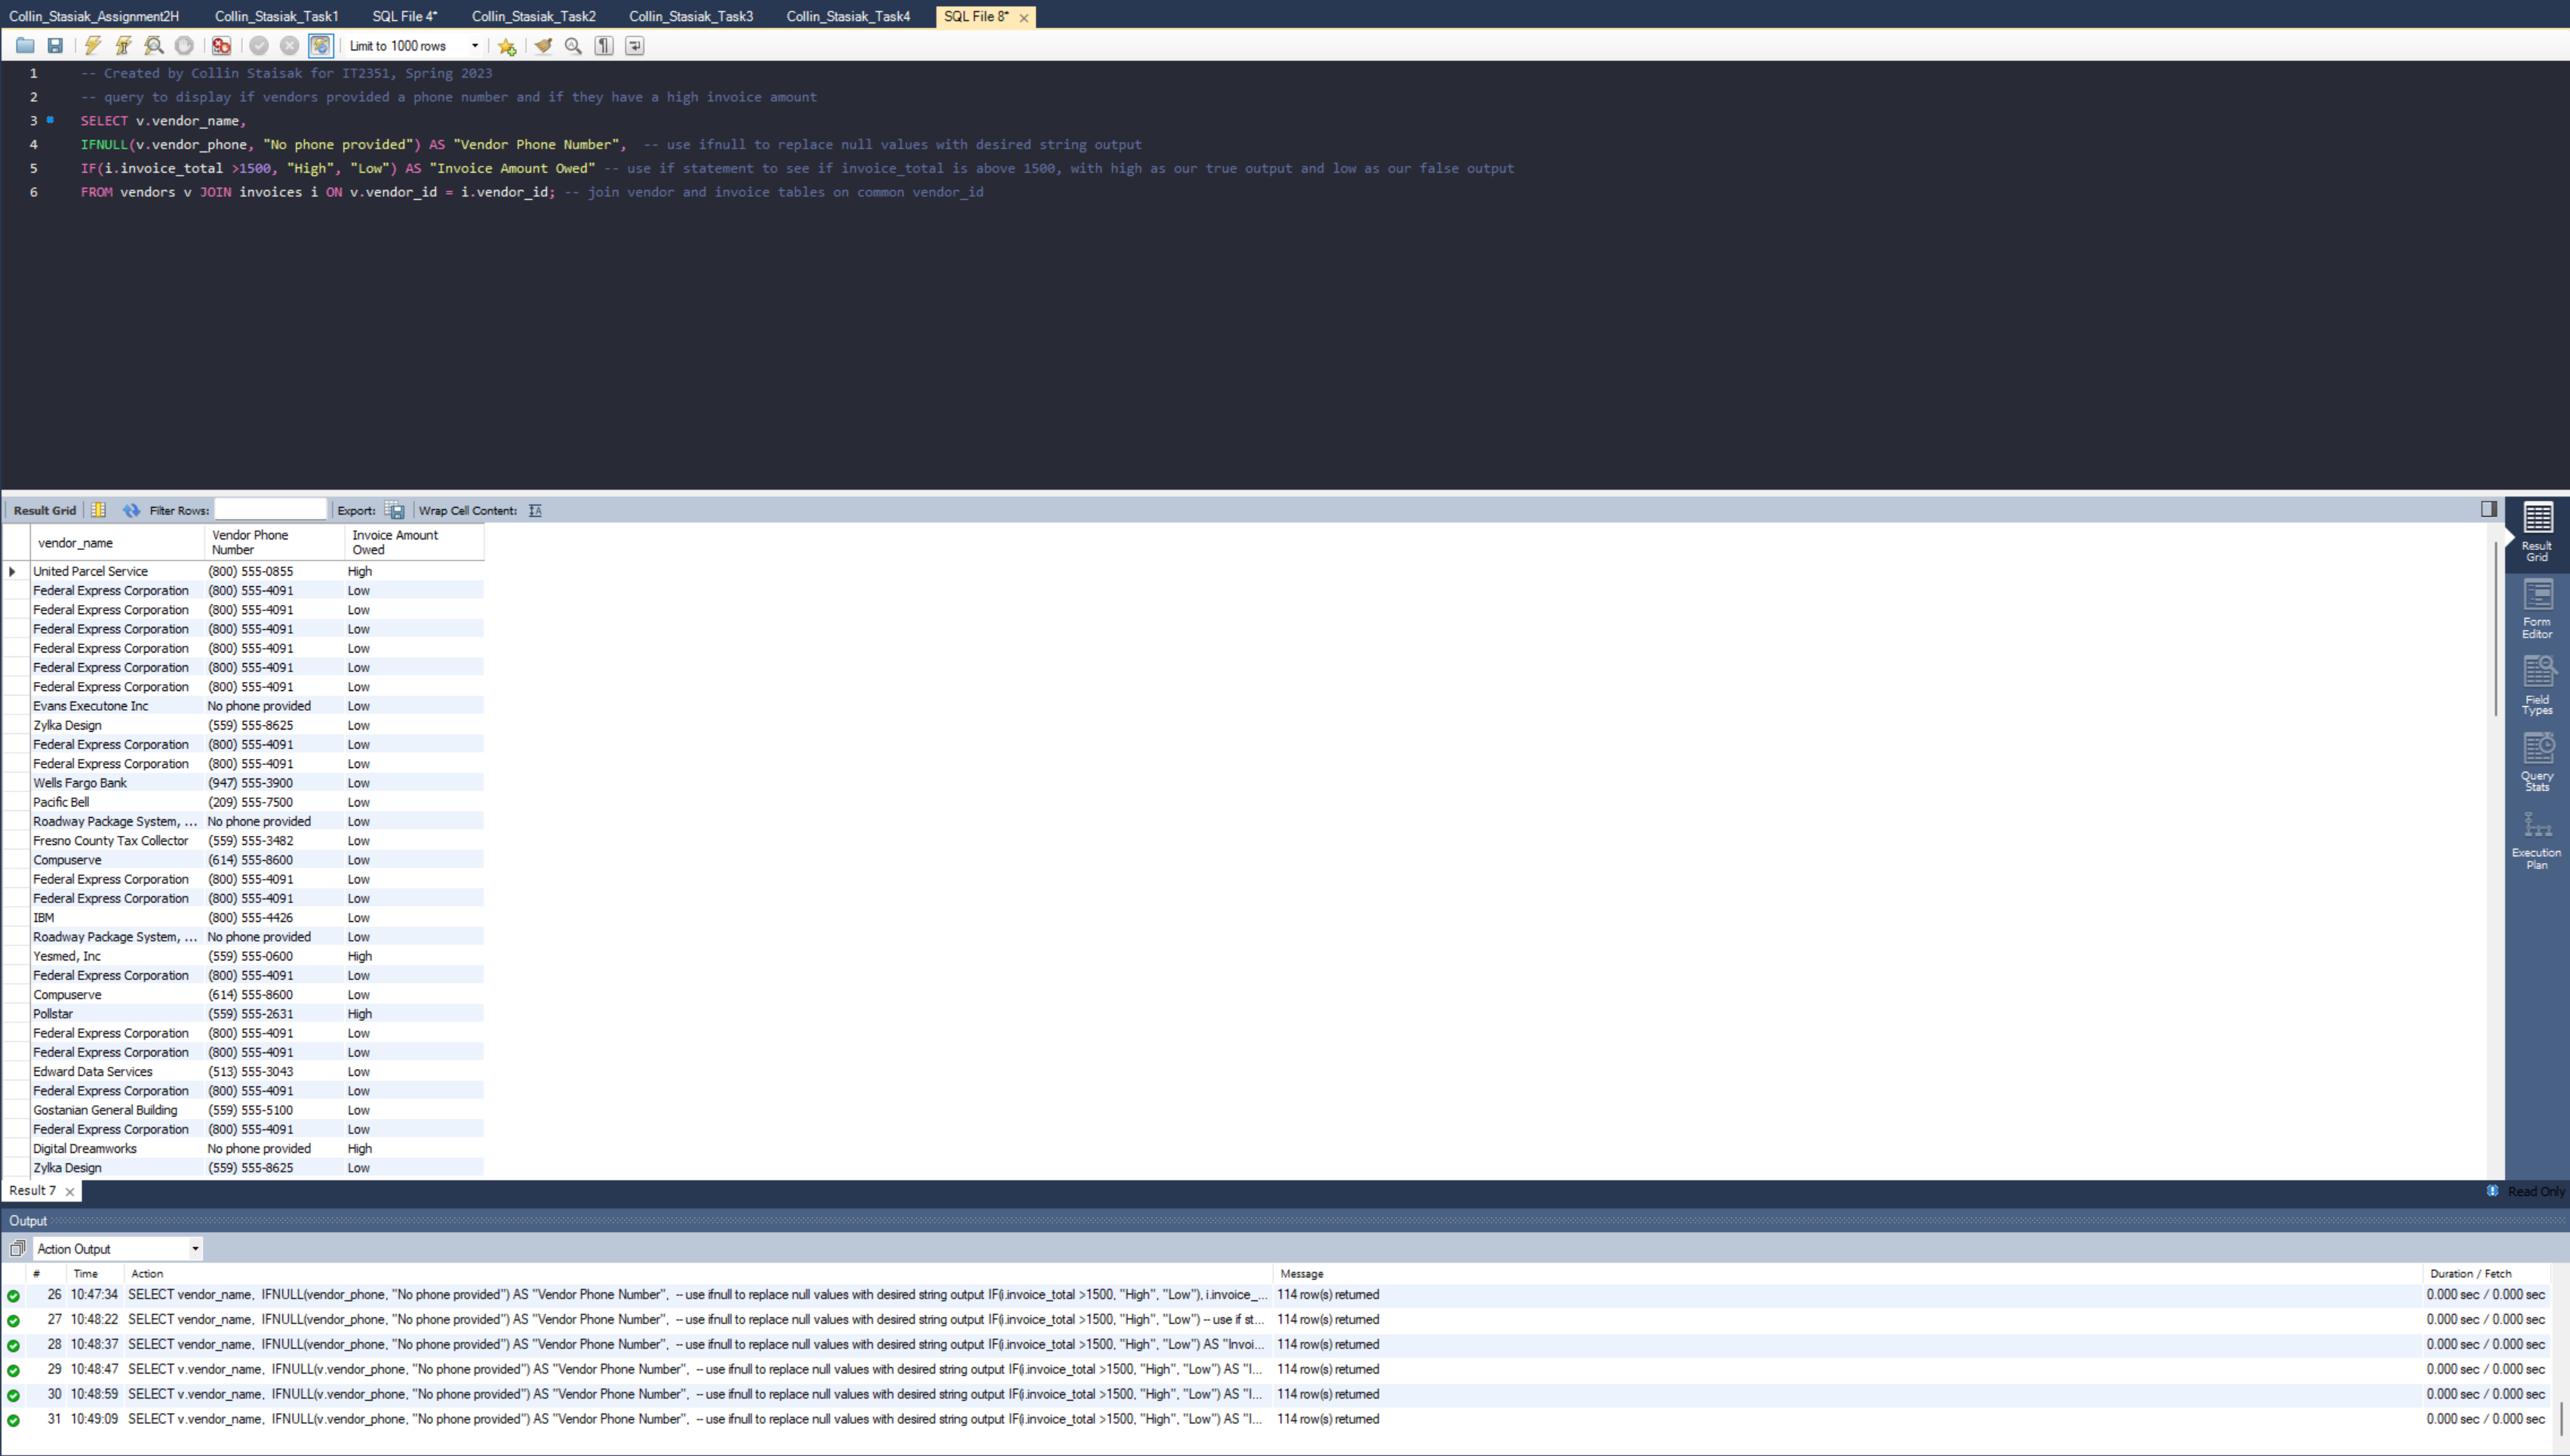 Collin_Stasiak_Assignment2H Collin_Stasiak_Task1 SQL File 4* Collin_Stasiak_Task2 Collin_Stasiak_Task3 Collin_Stasiak_Task4 SQL File 8*
Limit to 1000 rows
1 -- Created by Collin Staisak for IT2351, Spring 2023
2 -- query to display if vendors provided a phone number and if they have a high invoice amount
3 SELECT v.vendor_name,
4 IFNULL(v.vendor_phone, "No phone provided") AS "Vendor Phone Number", -- use ifnull to replace null values with desired string output
5 IF(i.invoice_total >1500, "High", "Low") AS "Invoice Amount Owed" -- use if statement to see if invoice_total is above 1500, with high as our true output and low as our false output
6 FROM vendors v JOIN invoices i ON v.vendor_id = i.vendor_id; -- join vendor and invoice tables on common vendor_id
Result Grid Filter Rows: Export: Wrap Cell Content:
vendor_name Vendor Phone Number Invoice Amount Owed
United Parcel Service (800) 555-0855 High
Federal Express Corporation (800) 555-4091 Low
Federal Express Corporation (800) 555-4091 Low
Federal Express Corporation (800) 555-4091 Low
Federal Express Corporation (800) 555-4091 Low
Federal Express Corporation (800) 555-4091 Low
Federal Express Corporation (800) 555-4091 Low
Evans Executone Inc No phone provided Low
Zylka Design (559) 555-8625 Low
Federal Express Corporation (800) 555-4091 Low
Federal Express Corporation (800) 555-4091 Low
Wells Fargo Bank (947) 555-3900 Low
Pacific Bell (209) 555-7500 Low
Roadway Package System, ... No phone provided Low
Fresno County Tax Collector (559) 555-3482 Low
Compuserve (614) 555-8600 Low
Federal Express Corporation (800) 555-4091 Low
Federal Express Corporation (800) 555-4091 Low
IBM (800) 555-4426 Low
Roadway Package System, ... No phone provided Low
Yesmed, Inc (559) 555-0600 High
Federal Express Corporation (800) 555-4091 Low
Compuserve (614) 555-8600 Low
Pollstar (559) 555-2631 High
Federal Express Corporation (800) 555-4091 Low
Federal Express Corporation (800) 555-4091 Low
Edward Data Services (513) 555-3043 Low
Federal Express Corporation (800) 555-4091 Low
Gostanian General Building (559) 555-5100 Low
Federal Express Corporation (800) 555-4091 Low
Digital Dreamworks No phone provided High
Zylka Design (559) 555-8625 Low
Result Grid
Form Editor
Field Types
Query Stats
Execution Plan
Result 7 Read Only
Output
Action Output
# Time Action Message Duration / Fetch
26 10:47:34 SELECT vendor_name, IFNULL(vendor_phone, "No phone provided") AS "Vendor Phone Number", -- use ifnull to replace null values with desired string output IF(i.invoice_total >1500, "High", "Low"), i.invoice_... 114 row(s) returned 0.000 sec / 0.000 sec
27 10:48:22 SELECT vendor_name, IFNULL(vendor_phone, "No phone provided") AS "Vendor Phone Number", -- use ifnull to replace null values with desired string output IF(i.invoice_total >1500, "High", "Low") -- use if st... 114 row(s) returned 0.000 sec / 0.000 sec
28 10:48:37 SELECT vendor_name, IFNULL(vendor_phone, "No phone provided") AS "Vendor Phone Number", -- use ifnull to replace null values with desired string output IF(i.invoice_total >1500, "High", "Low") AS "Invoi... 114 row(s) returned 0.000 sec / 0.000 sec
29 10:48:47 SELECT v.vendor_name, IFNULL(v.vendor_phone, "No phone provided") AS "Vendor Phone Number", -- use ifnull to replace null values with desired string output IF(i.invoice_total >1500, "High", "Low") AS "I... 114 row(s) returned 0.000 sec / 0.000 sec
30 10:48:59 SELECT v.vendor_name, IFNULL(v.vendor_phone, "No phone provided") AS "Vendor Phone Number", -- use ifnull to replace null values with desired string output IF(i.invoice_total >1500, "High", "Low") AS "I... 114 row(s) returned 0.000 sec / 0.000 sec
31 10:49:09 SELECT v.vendor_name, IFNULL(v.vendor_phone, "No phone provided") AS "Vendor Phone Number", -- use ifnull to replace null values with desired string output IF(i.invoice_total >1500, "High", "Low") AS "I... 114 row(s) returned 0.000 sec / 0.000 sec